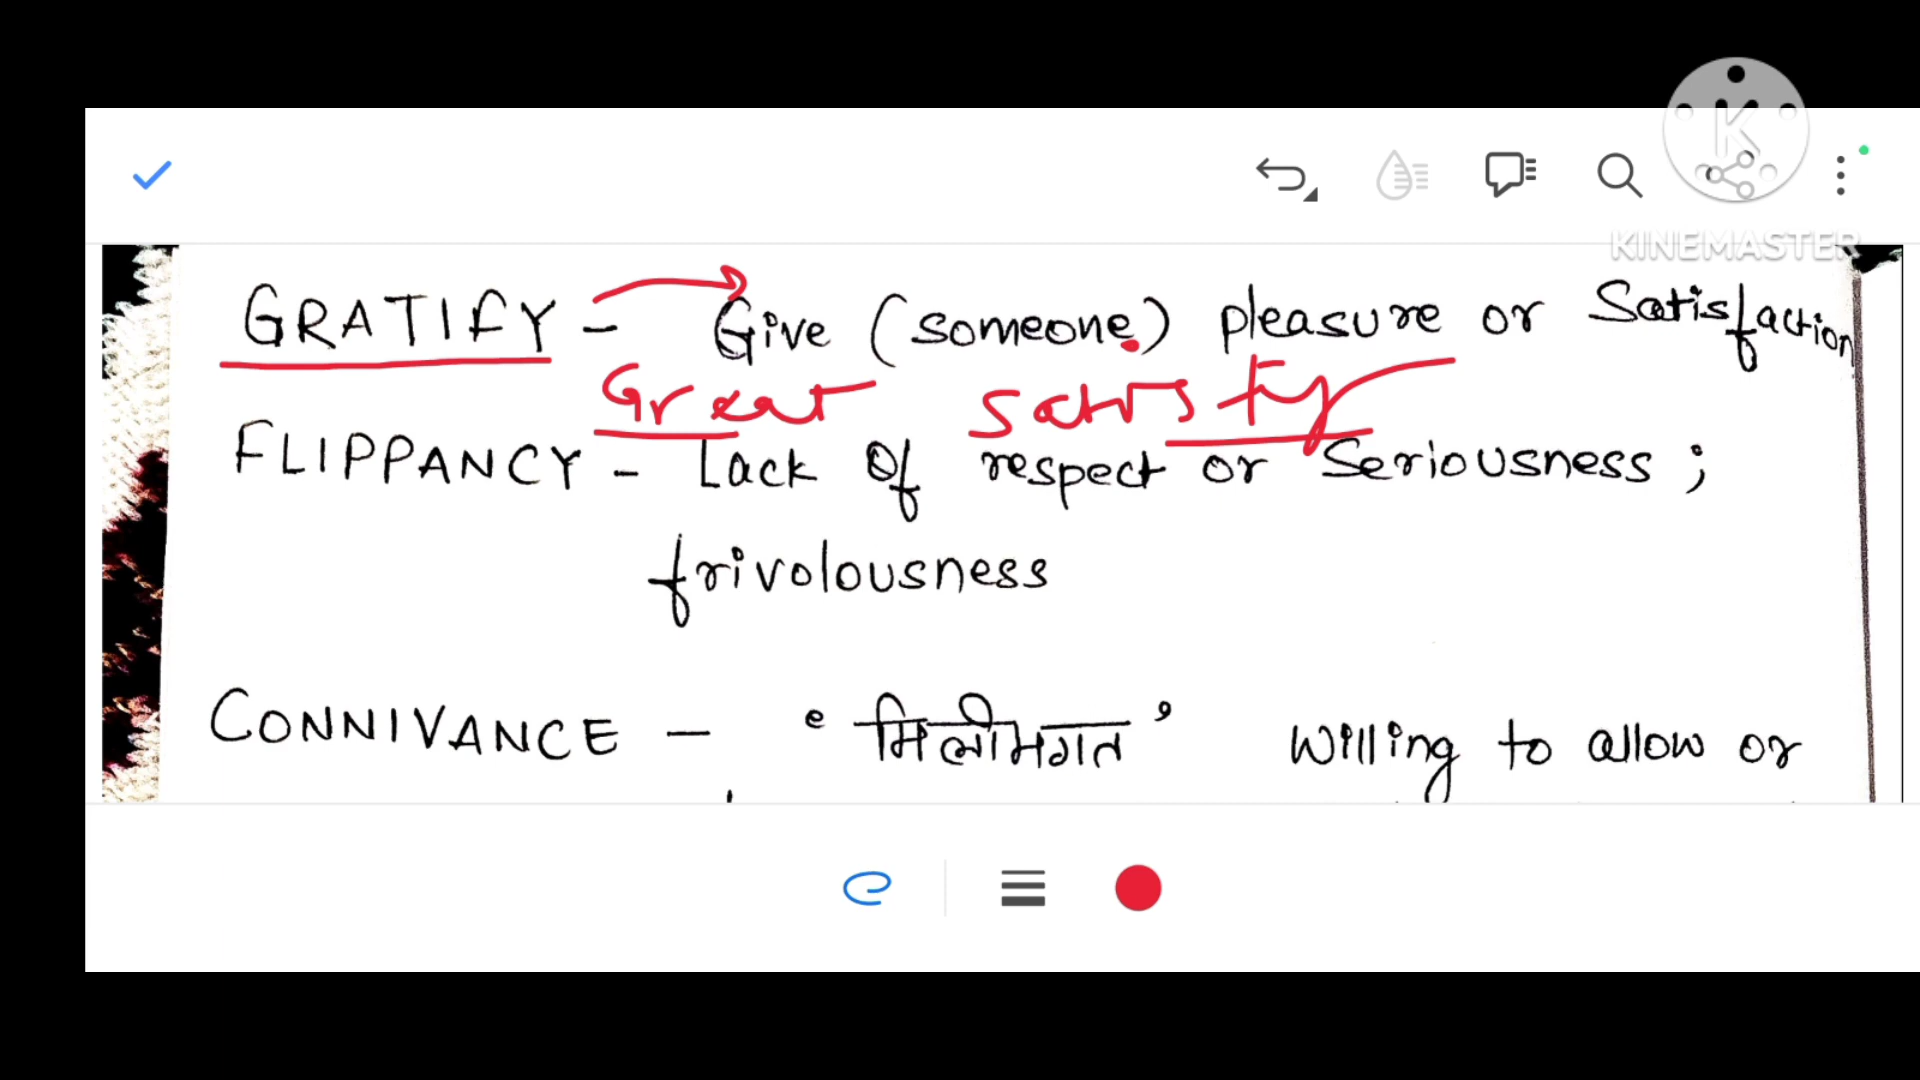 KINEMASTER
GRATIFY - Give (someone) pleasure or Satisfaction
Great satisfy
FLIPPANCY - Lack of respect or Seriousness ;
frivolousness
CONNIVANCE - ‘मिलीभगत’ Willing to allow or